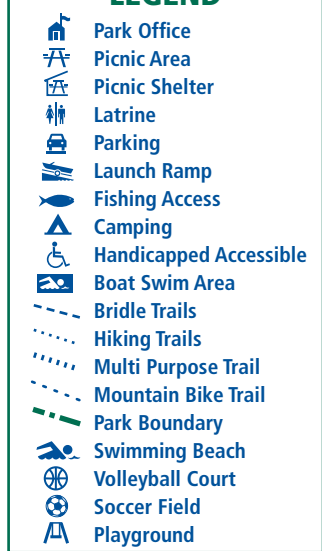 LEGEND
Park Office
Picnic Area
Picnic Shelter
Latrine
Parking
Launch Ramp
Fishing Access
Camping
Handicapped Accessible
Boat Swim Area
Bridle Trails
Hiking Trails
Multi Purpose Trail
Mountain Bike Trail
Park Boundary
Swimming Beach
Volleyball Court
Soccer Field
Playground